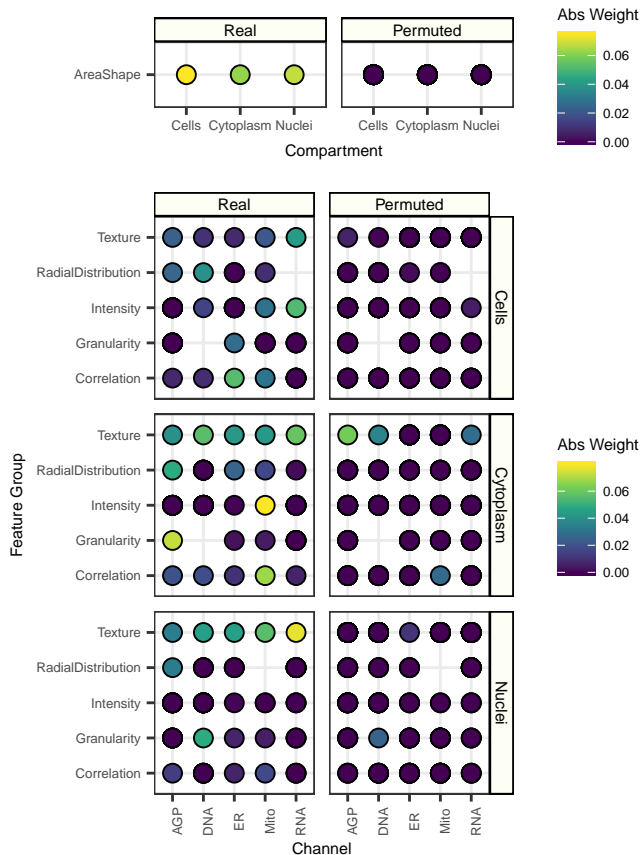 Real Permuted
AreaShape
Cells Cytoplasm Nuclei Cells Cytoplasm Nuclei
Compartment
Abs Weight
0.06
0.04
0.02
0.00
Real Permuted
Texture
RadialDistribution
Intensity
Granularity
Correlation
Cells
Texture
RadialDistribution
Intensity
Granularity
Correlation
Cytoplasm
Texture
RadialDistribution
Intensity
Granularity
Correlation
Nuclei
Feature Group
AGP DNA ER Mito RNA AGP DNA ER Mito RNA
Channel
Abs Weight
0.06
0.04
0.02
0.00